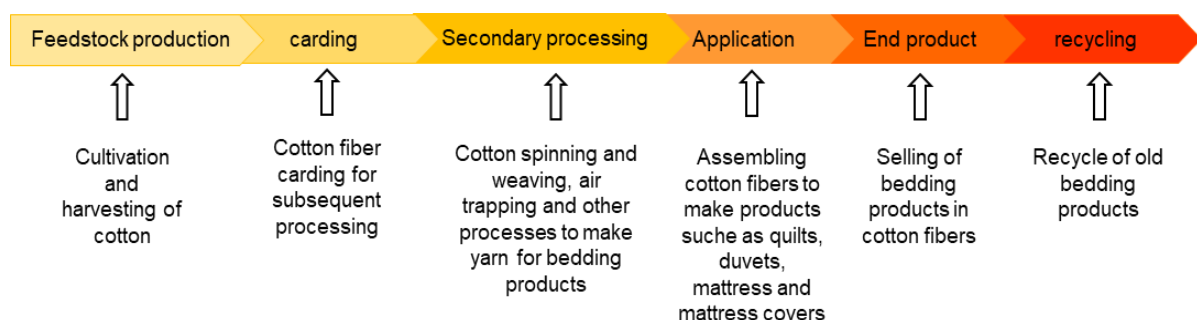 Feedstock production
carding
Secondary processing
Application
End product
recycling
Cultivation
and
harvesting of
cotton
Cotton fiber
carding for
subsequent
processing
Cotton spinning and
weaving, air
trapping and other
processes to make
yarn for bedding
products
Assembling
cotton fibers to
make products
suche as quilts,
duvets,
mattress and
mattress covers
Selling of
bedding
products in
cotton fibers
Recycle of old
bedding
products